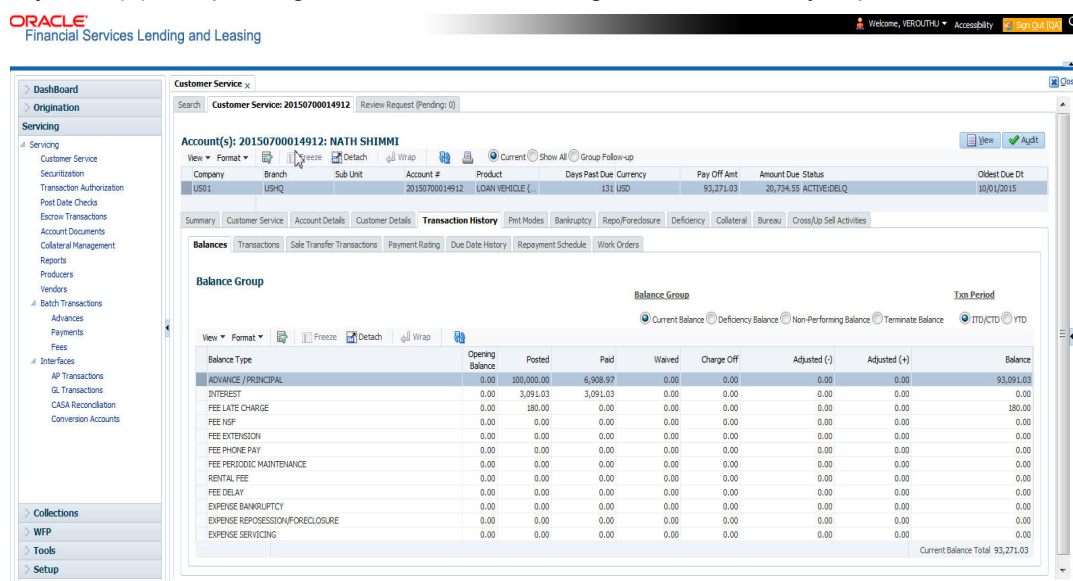 ORACLE
Financial Services Lending and Leasing
Welcome, VEROUTHU Accessibility Sign Out [QA]
DashBoard
Origination
Servicing
Servicing
Customer Service
Securitization
Transaction Authorization
Post Date Checks
Escrow Transactions
Account Documents
Collateral Management
Reports
Producers
Vendors
Batch Transactions
Advances
Payments
Fees
Interfaces
AP Transactions
GL Transactions
CASA Reconciliation
Conversion Accounts
Collections
WFP
Tools
Setup
Customer Service x
Search Customer Service: 20150700014912 Review Request (Pending: 0)
Account(s): 20150700014912: NATH SHIMMI
View Audit
View Format Freeze Detach Wrap Current Show All Group Follow-up
Company Branch Sub Unit Account # Product Days Past Due Currency Pay Off Amt Amount Due Status Oldest Due Dt
US01 USHQ 20150700014912 LOAN VEHICLE (... 131 USD 93,271.03 20,734.55 ACTIVE:DELQ 10/01/2015
Summary Customer Service Account Details Customer Details Transaction History Pmt Modes Bankruptcy Repo/Foreclosure Deficiency Collateral Bureau Cross/Up Sell Activities
Balances Transactions Sale Transfer Transactions Payment Rating Due Date History Repayment Schedule Work Orders
Balance Group
Balance Group Txn Period
Current Balance Deficiency Balance Non-Performing Balance Terminate Balance ITD/CTD YTD
View Format Freeze Detach Wrap
Balance Type Opening Balance Posted Paid Waived Charge Off Adjusted (-) Adjusted (+) Balance
ADVANCE / PRINCIPAL 0.00 100,000.00 6,908.97 0.00 0.00 0.00 0.00 93,091.03
INTEREST 0.00 3,091.03 3,091.03 0.00 0.00 0.00 0.00 0.00
FEE LATE CHARGE 0.00 180.00 0.00 0.00 0.00 0.00 0.00 180.00
FEE NSF 0.00 0.00 0.00 0.00 0.00 0.00 0.00 0.00
FEE EXTENSION 0.00 0.00 0.00 0.00 0.00 0.00 0.00 0.00
FEE PHONE PAY 0.00 0.00 0.00 0.00 0.00 0.00 0.00 0.00
FEE PERIODIC MAINTENANCE 0.00 0.00 0.00 0.00 0.00 0.00 0.00 0.00
RENTAL FEE 0.00 0.00 0.00 0.00 0.00 0.00 0.00 0.00
FEE DELAY 0.00 0.00 0.00 0.00 0.00 0.00 0.00 0.00
EXPENSE BANKRUPTCY 0.00 0.00 0.00 0.00 0.00 0.00 0.00 0.00
EXPENSE REPOSESSION/FORECLOSURE 0.00 0.00 0.00 0.00 0.00 0.00 0.00 0.00
EXPENSE SERVICING 0.00 0.00 0.00 0.00 0.00 0.00 0.00 0.00
Current Balance Total 93,271.03